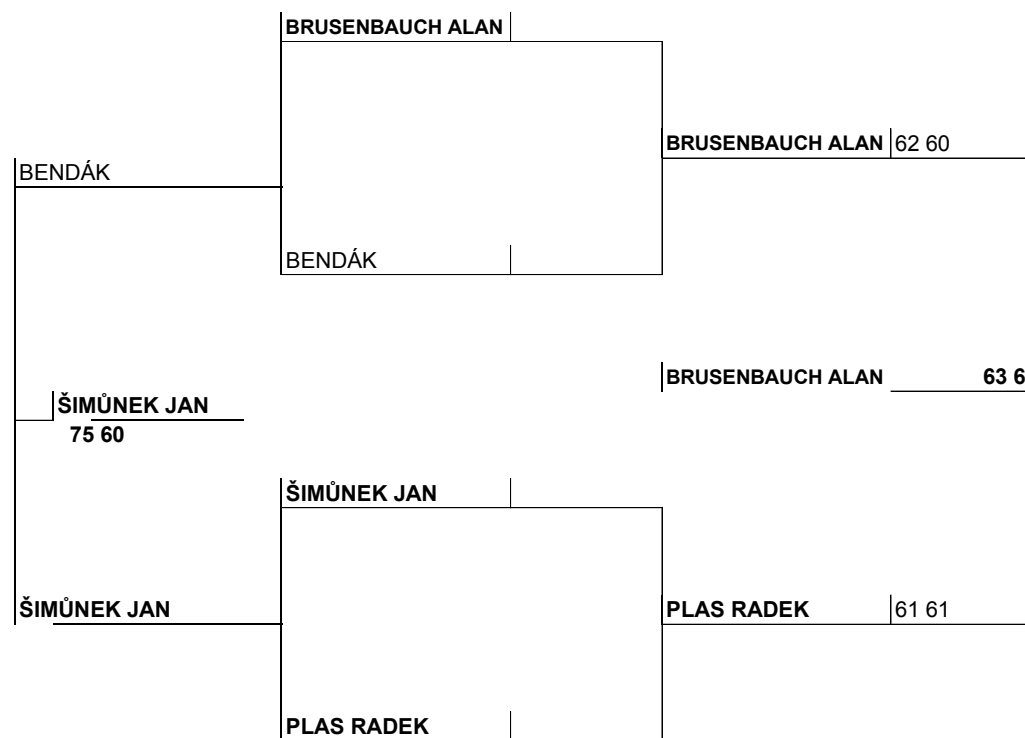 BRUSENBAUCH ALAN
BRUSENBAUCH ALAN 62 60
BENDÁK
BENDÁK
BRUSENBAUCH ALAN 63 6
ŠIMŮNEK JAN
75 60
ŠIMŮNEK JAN
ŠIMŮNEK JAN
PLAS RADEK 61 61
PLAS RADEK